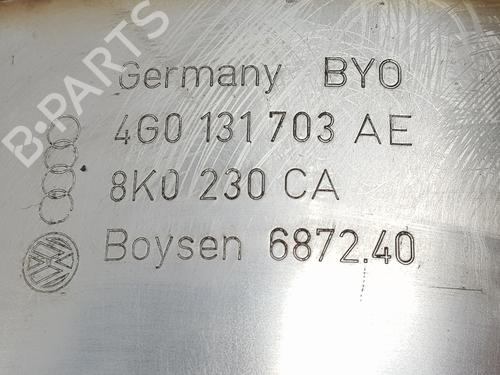 B-PARTS
Germany BYO
4G0 131 703 AE
8K0 230 CA
Boysen 6872.40